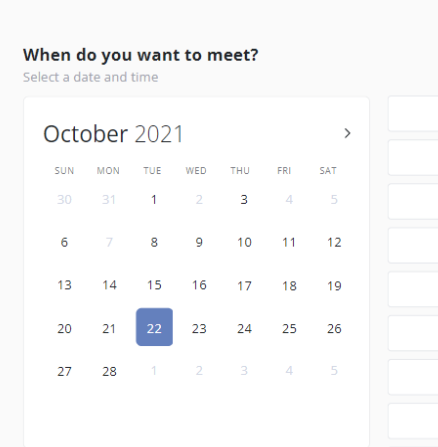 When do you want to meet?
Select a date and time
October 2021
SUN MON TUE WED THU FRI SAT
30 31 1 2 3 4 5
6 7 8 9 10 11 12
13 14 15 16 17 18 19
20 21 22 23 24 25 26
27 28 1 2 3 4 5